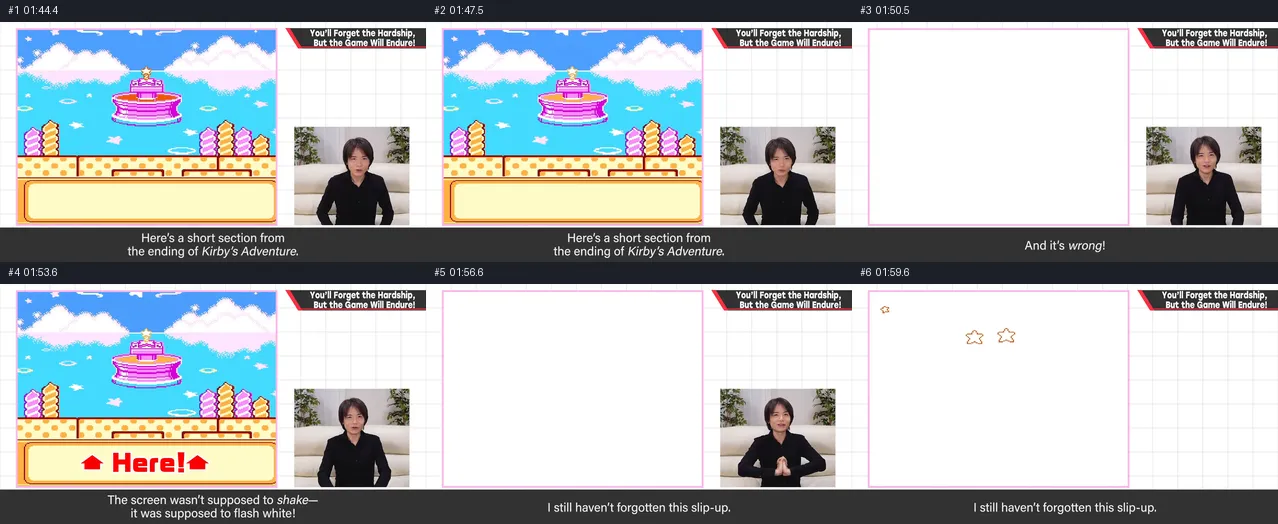 #1 01:44.4
You'll Forget the Hardship,
But the Game Will Endure!
Here's a short section from
the ending of Kirby's Adventure.
#2 01:47.5
You'll Forget the Hardship,
But the Game Will Endure!
Here's a short section from
the ending of Kirby's Adventure.
#3 01:50.5
You'll Forget the Hardship,
But the Game Will Endure!
And it's wrong!
#4 01:53.6
You'll Forget the Hardship,
But the Game Will Endure!
Here!
The screen wasn't supposed to shake—
it was supposed to flash white!
#5 01:56.6
You'll Forget the Hardship,
But the Game Will Endure!
I still haven't forgotten this slip-up.
#6 01:59.6
You'll Forget the Hardship,
But the Game Will Endure!
I still haven't forgotten this slip-up.